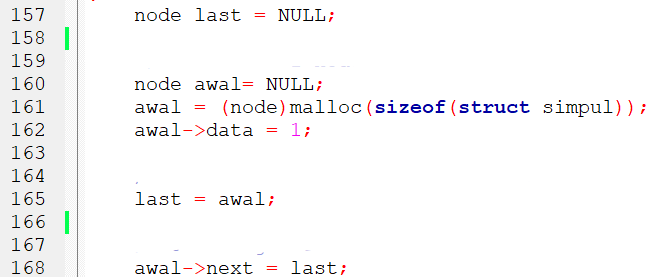 157 node last = NULL;
158
159
160 node awal= NULL;
161 awal = (node)malloc(sizeof(struct simpul));
162 awal->data = 1;
163
164
165 last = awal;
166
167
168 awal->next = last;